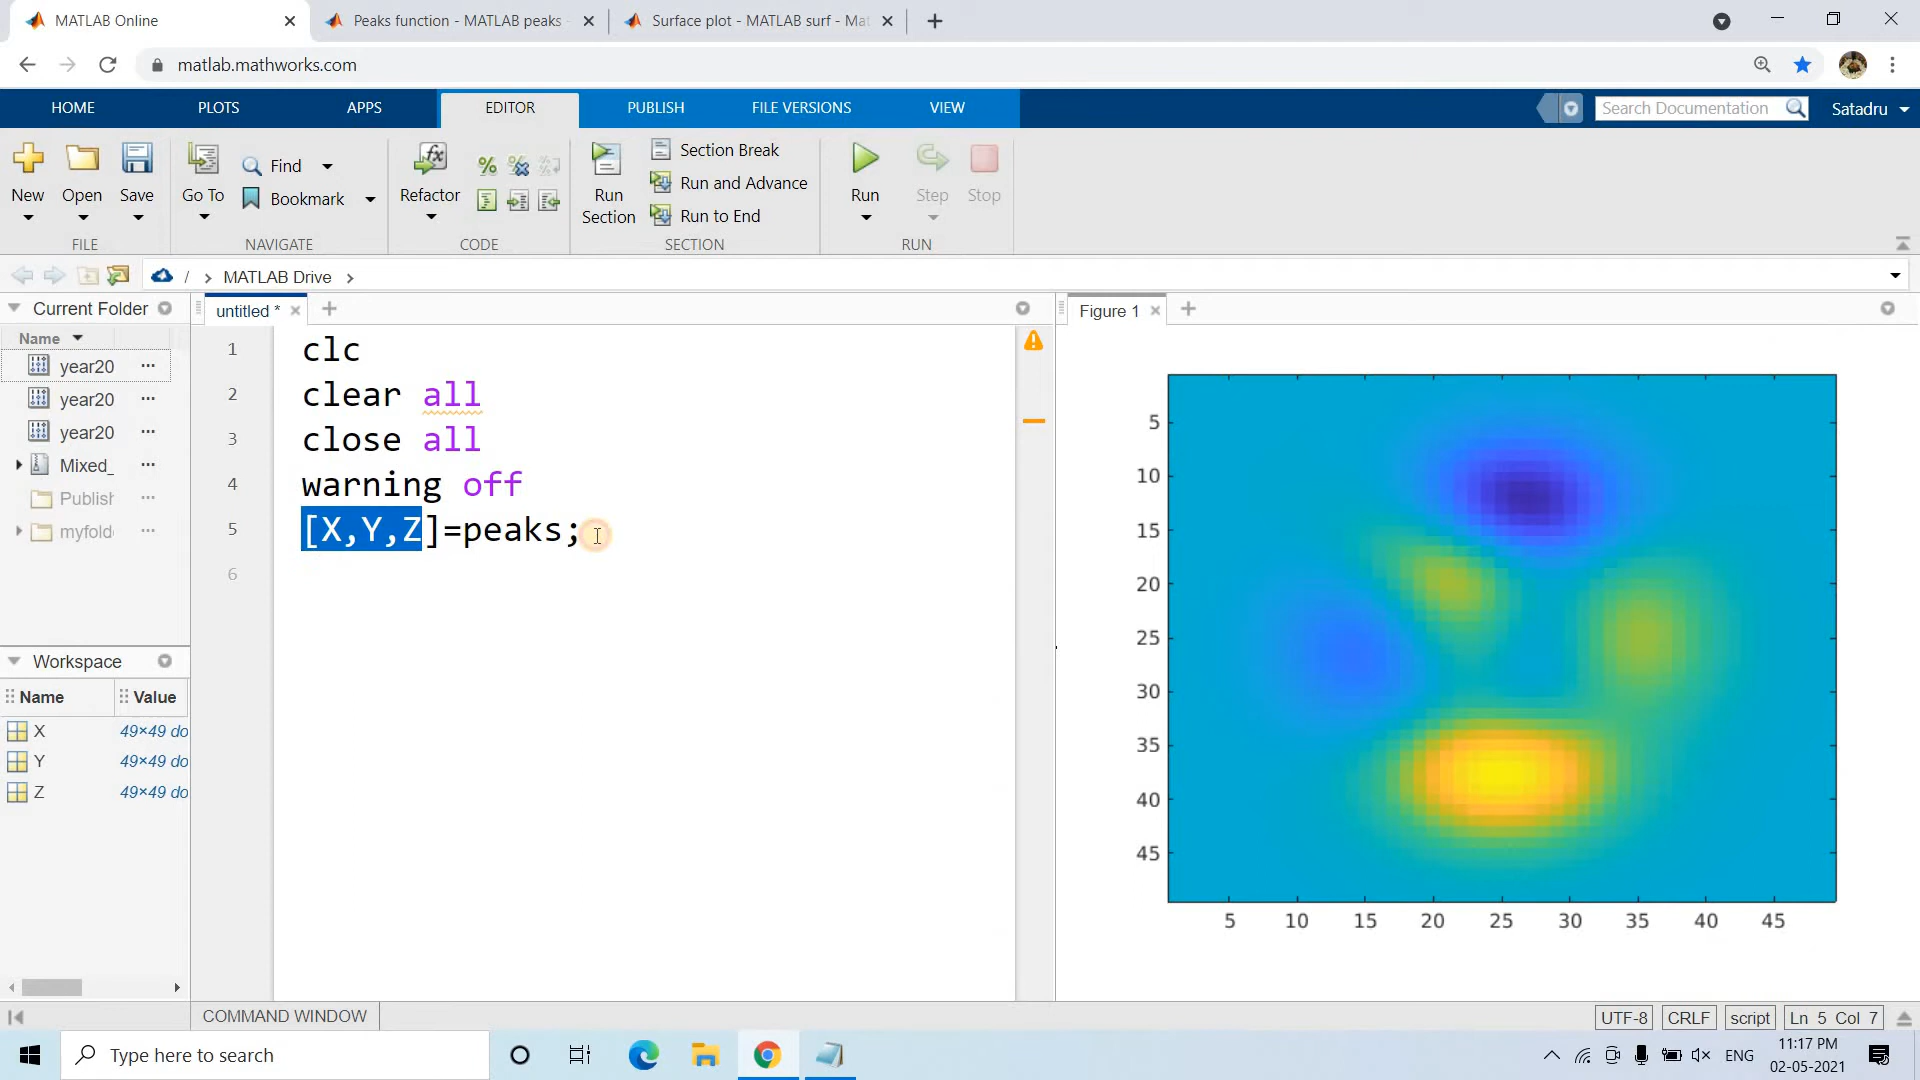 MATLAB Online
Peaks function - MATLAB peaks -
Surface plot - MATLAB surf - Mat
matlab.mathworks.com
HOME PLOTS APPS EDITOR PUBLISH FILE VERSIONS VIEW
Search Documentation
Satadru
New
Open
Save
FILE
Go To
Find
Bookmark
NAVIGATE
Refactor
CODE
Run
Section
Section Break
Run and Advance
Run to End
SECTION
Run
Step
Stop
RUN
/ › MATLAB Drive ›
Current Folder
Name
year20
year20
year20
Mixed_
Publish
myfolde
Workspace
Name Value
X 49×49 do
Y 49×49 do
Z 49×49 do
untitled *
1 clc
2 clear all
3 close all
4 warning off
5 [X,Y,Z]=peaks;
6
Figure 1
5
10
15
20
25
30
35
40
45
5 10 15 20 25 30 35 40 45
COMMAND WINDOW
UTF-8 CRLF script Ln 5 Col 7
Type here to search
ENG
11:17 PM
02-05-2021